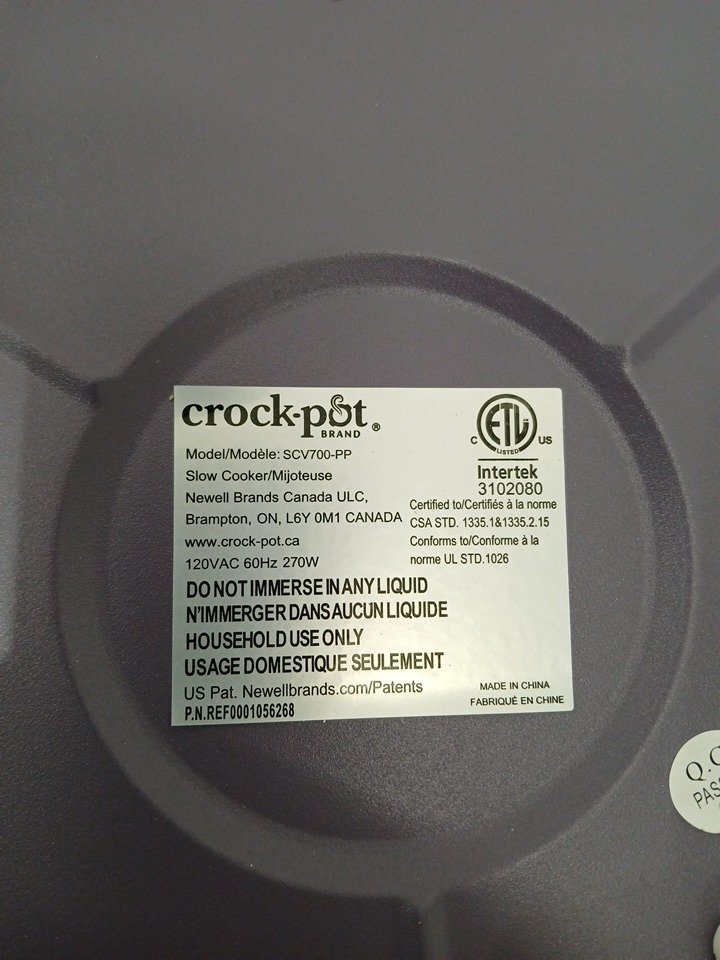 crock-pot®
BRAND
Model/Modèle: SCV700-PP
Slow Cooker/Mijoteuse
Newell Brands Canada ULC,
Brampton, ON, L6Y 0M1 CANADA
www.crock-pot.ca
120VAC 60Hz 270W
C ETL US
LISTED
Intertek
3102080
Certified to/Certifiés à la norme
CSA STD. 1335.1&1335.2.15
Conforms to/Conforme à la
norme UL STD.1026
DO NOT IMMERSE IN ANY LIQUID
N'IMMERGER DANS AUCUN LIQUIDE
HOUSEHOLD USE ONLY
USAGE DOMESTIQUE SEULEMENT
US Pat. Newellbrands.com/Patents
P.N.REF0001056268
MADE IN CHINA
FABRIQUÉ EN CHINE